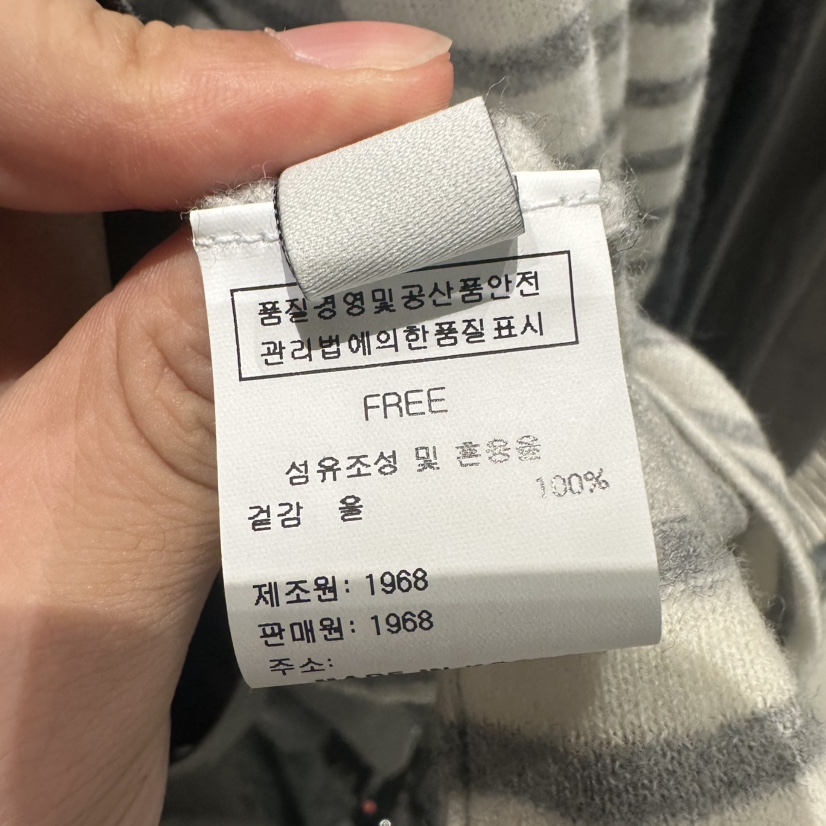 품질경영및공산품안전
관리법에의한품질표시
FREE
섬유조성 및 혼용율
겉감 울 100%
제조원: 1968
판매원: 1968
주소:
MADE IN